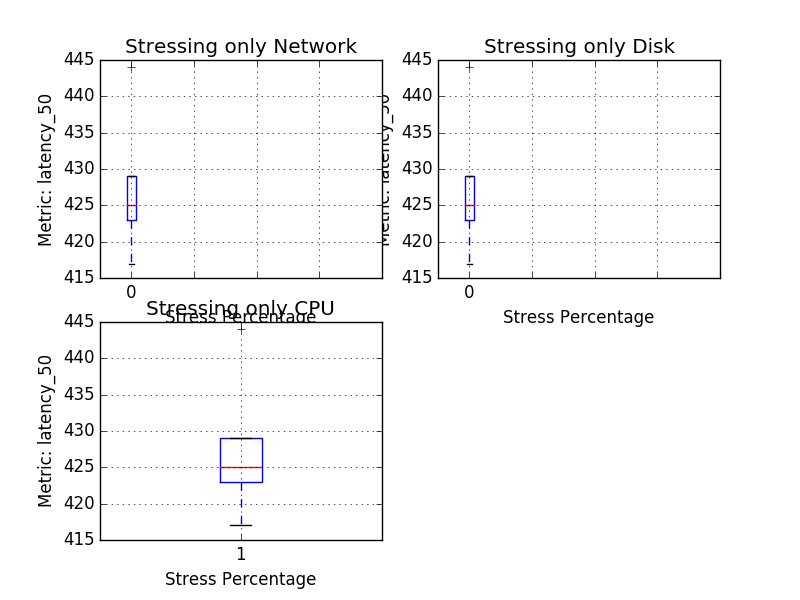 Stressing only Network
Metric: latency_50
445
440
435
430
425
420
415
0
Stress Percentage
Stressing only Disk
Metric: latency_50
445
440
435
430
425
420
415
0
Stress Percentage
Stressing only CPU
Metric: latency_50
445
440
435
430
425
420
415
1
Stress Percentage